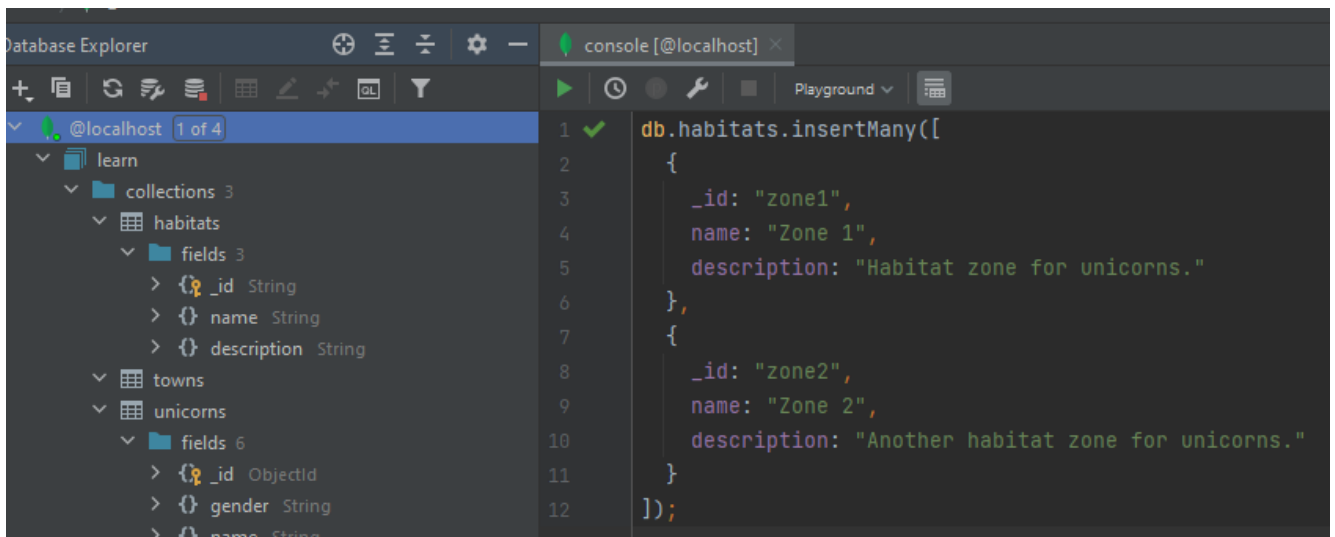 Database Explorer
@localhost 1 of 4
learn
collections 3
habitats
fields 3
_id String
name String
description String
towns
unicorns
fields 6
_id ObjectId
gender String
name String
console [@localhost]
Playground
1 db.habitats.insertMany([
2 {
3 _id: "zone1",
4 name: "Zone 1",
5 description: "Habitat zone for unicorns."
6 },
7 {
8 _id: "zone2",
9 name: "Zone 2",
10 description: "Another habitat zone for unicorns."
11 }
12 ]);